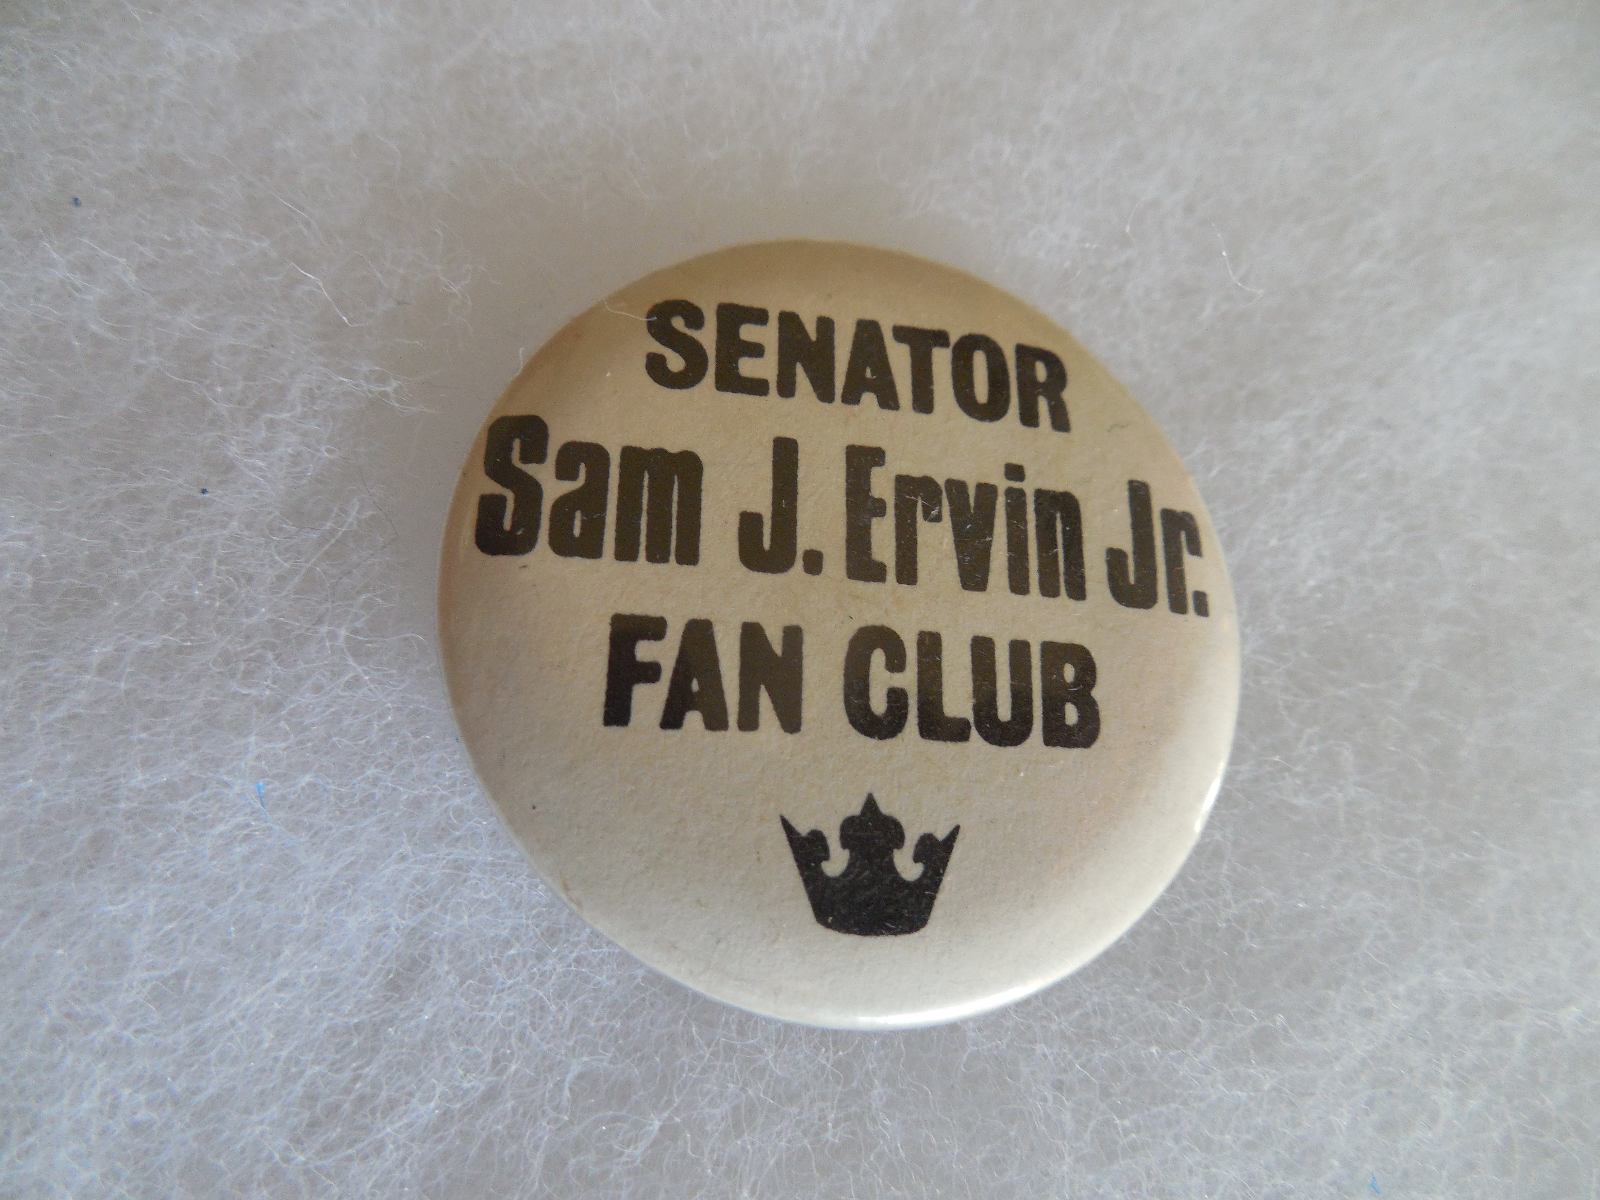 SENATOR
Sam J. Ervin Jr.
FAN CLUB